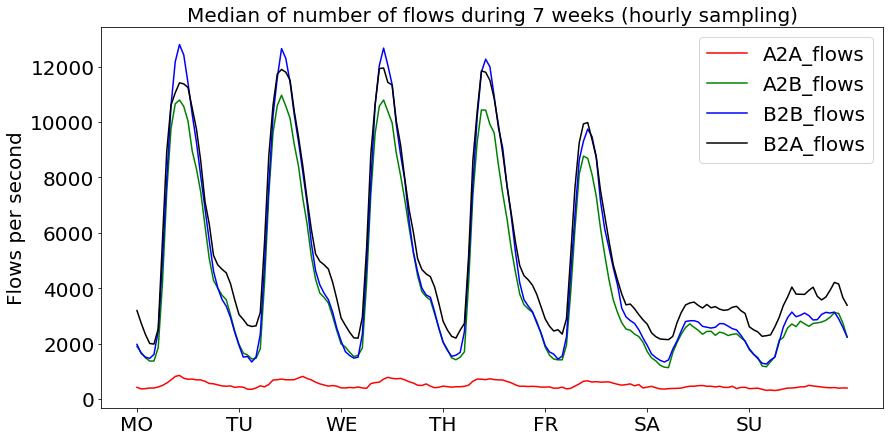 Median of number of flows during 7 weeks (hourly sampling)
Flows per second
12000
10000
8000
6000
4000
2000
0
A2A_flows
A2B_flows
B2B_flows
B2A_flows
MO TU WE TH FR SA SU